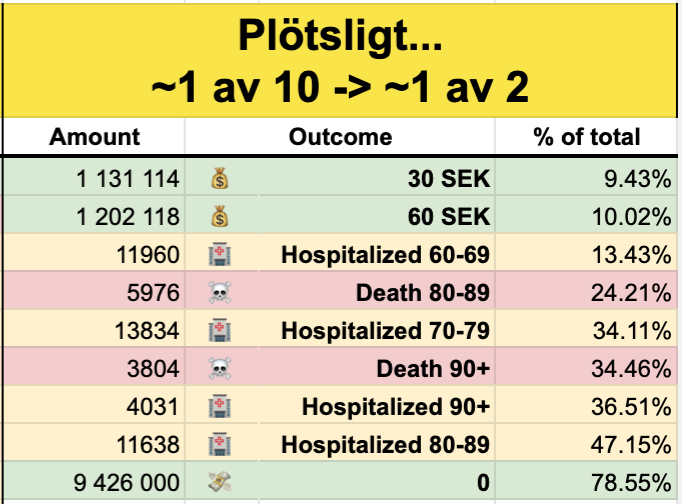 Plötsligt...
~1 av 10 -> ~1 av 2
Amount Outcome % of total
1 131 114 30 SEK 9.43%
1 202 118 60 SEK 10.02%
11960 Hospitalized 60-69 13.43%
5976 Death 80-89 24.21%
13834 Hospitalized 70-79 34.11%
3804 Death 90+ 34.46%
4031 Hospitalized 90+ 36.51%
11638 Hospitalized 80-89 47.15%
9 426 000 0 78.55%